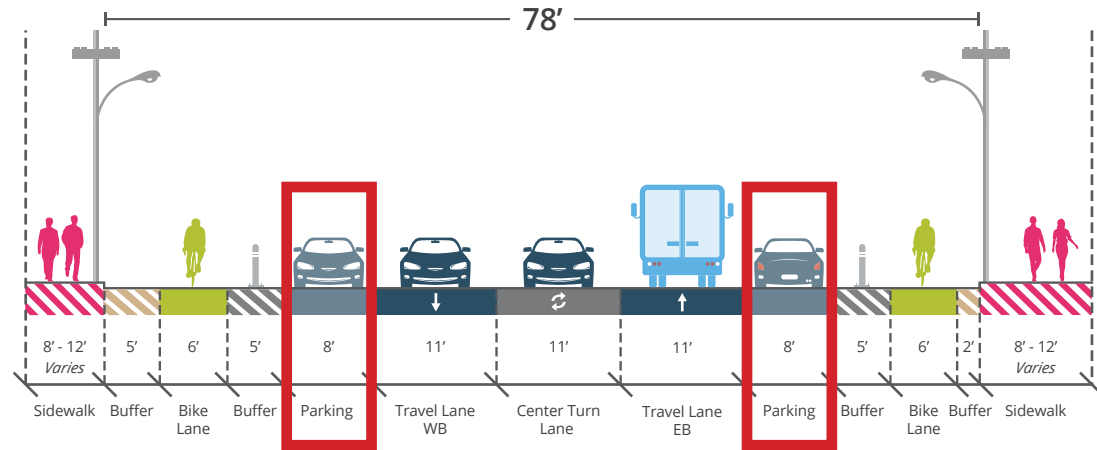 78’
8’ - 12’ 5’ 6’ 5’ 8’ 11’ 11’ 11’ 8’ 5’ 6’ 2’ 8’ - 12’
Varies Varies
Sidewalk Buffer Bike Buffer Parking Travel Lane Center Turn Travel Lane Parking Buffer Bike Buffer Sidewalk
Lane WB Lane EB Lane